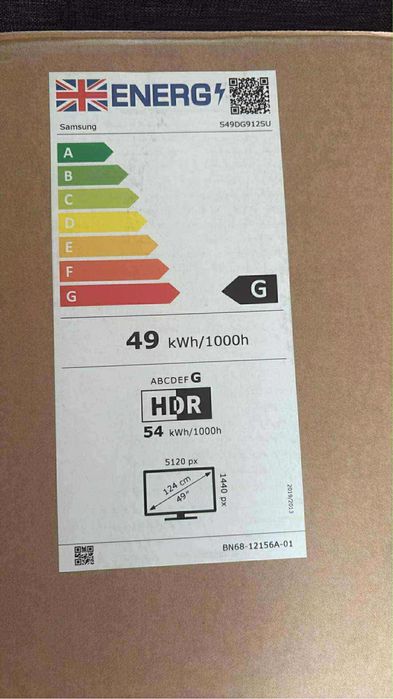 ENERG
Samsung
S49DG912SU
A
B
C
D
E
F
G
G
49 kWh/1000h
ABCDEFG
HDR
54 kWh/1000h
5120 px
124 cm
49"
1440 px
2019/2013
BN68-12156A-01